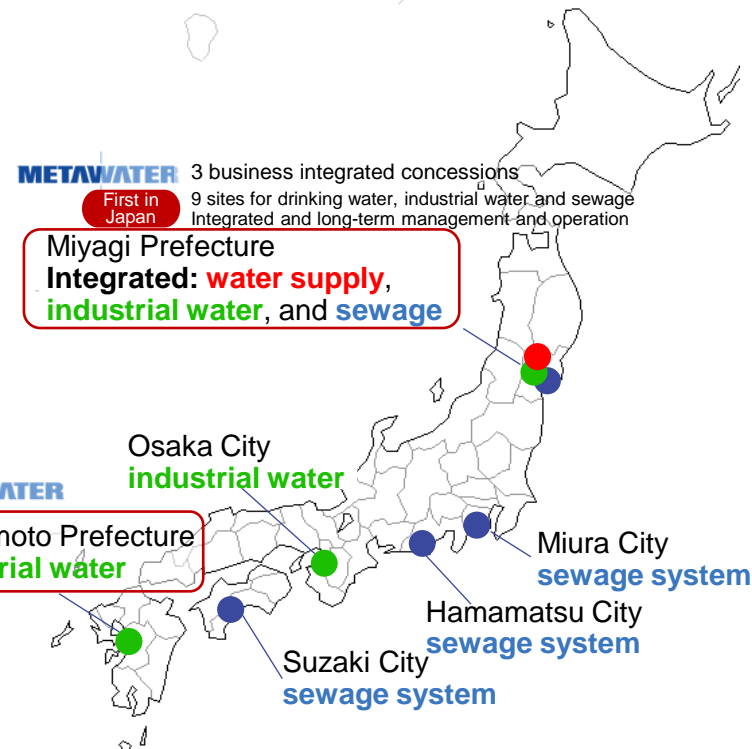 METAWATER 3 business integrated concessions
First in
Japan
9 sites for drinking water, industrial water and sewage
Integrated and long-term management and operation
Miyagi Prefecture
Integrated: water supply,
industrial water, and sewage
Osaka City
industrial water
ATER
moto Prefecture
rial water
Miura City
sewage system
Hamamatsu City
sewage system
Suzaki City
sewage system